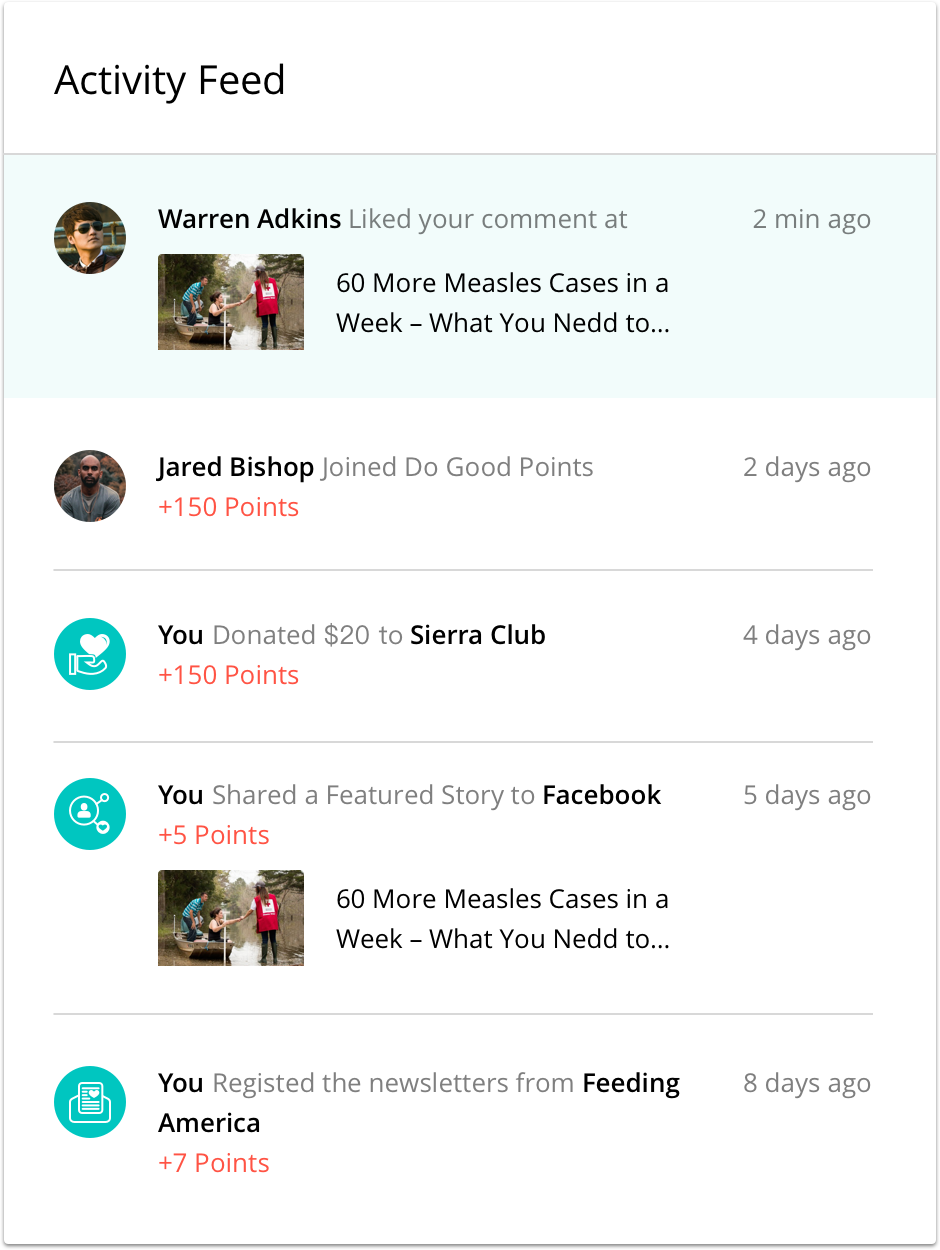 Activity Feed
Warren Adkins Liked your comment at 2 min ago
60 More Measles Cases in a
Week – What You Nedd to...
Jared Bishop Joined Do Good Points 2 days ago
+150 Points
You Donated $20 to Sierra Club 4 days ago
+150 Points
You Shared a Featured Story to Facebook 5 days ago
+5 Points
60 More Measles Cases in a
Week – What You Nedd to...
You Registed the newsletters from Feeding 8 days ago
America
+7 Points